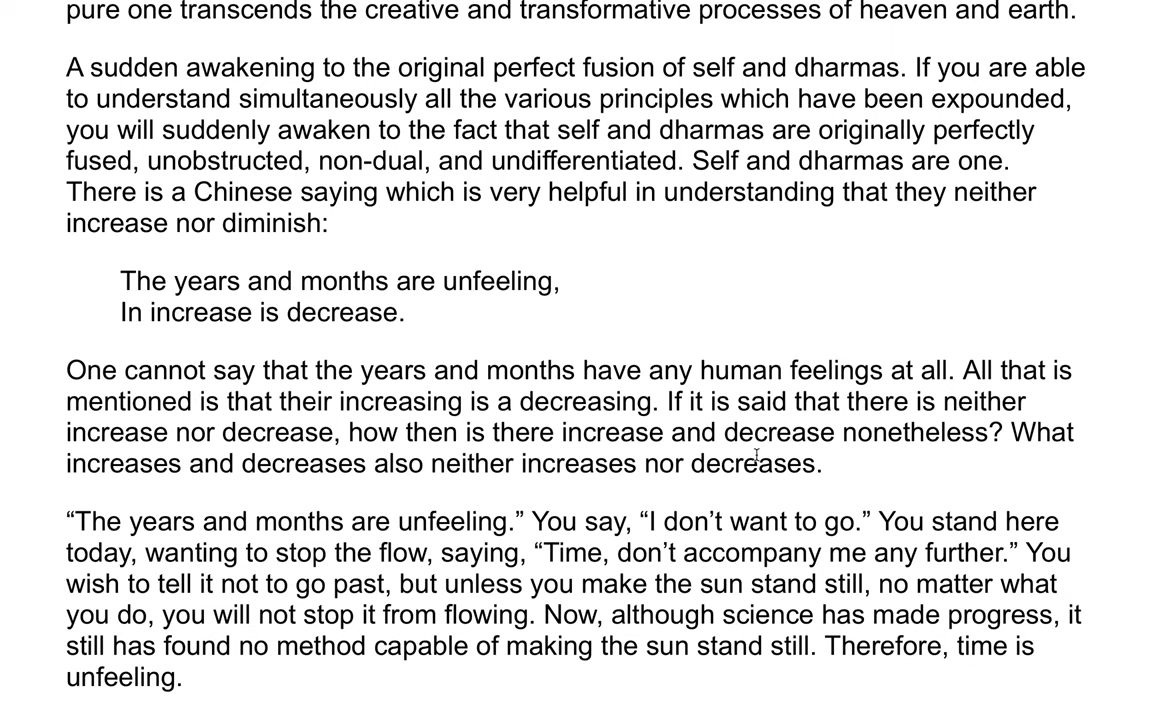 pure one transcends the creative and transformative processes of heaven and earth.
A sudden awakening to the original perfect fusion of self and dharmas. If you are able
to understand simultaneously all the various principles which have been expounded,
you will suddenly awaken to the fact that self and dharmas are originally perfectly
fused, unobstructed, non-dual, and undifferentiated. Self and dharmas are one.
There is a Chinese saying which is very helpful in understanding that they neither
increase nor diminish:
The years and months are unfeeling,
In increase is decrease.
One cannot say that the years and months have any human feelings at all. All that is
mentioned is that their increasing is a decreasing. If it is said that there is neither
increase nor decrease, how then is there increase and decrease nonetheless? What
increases and decreases also neither increases nor decreases.
“The years and months are unfeeling.” You say, “I don’t want to go.” You stand here
today, wanting to stop the flow, saying, “Time, don’t accompany me any further.” You
wish to tell it not to go past, but unless you make the sun stand still, no matter what
you do, you will not stop it from flowing. Now, although science has made progress, it
still has found no method capable of making the sun stand still. Therefore, time is
unfeeling.